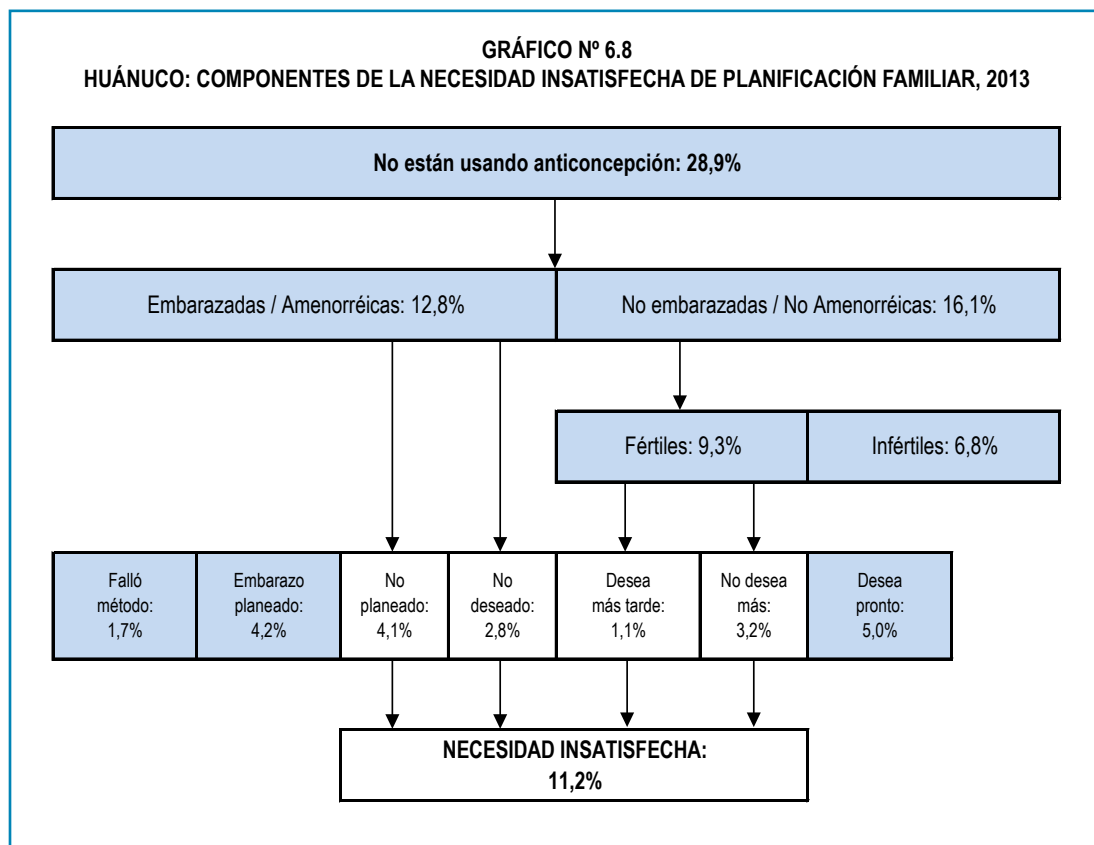 GRÁFICO Nº 6.8
HUÁNUCO: COMPONENTES DE LA NECESIDAD INSATISFECHA DE PLANIFICACIÓN FAMILIAR, 2013
No están usando anticoncepción: 28,9%
Embarazadas / Amenorréicas: 12,8%
No embarazadas / No Amenorréicas: 16,1%
Fértiles: 9,3%
Infértiles: 6,8%
Falló
método:
1,7%
Embarazo
planeado:
4,2%
No
planeado:
4,1%
No
deseado:
2,8%
Desea
más tarde:
1,1%
No desea
más:
3,2%
Desea
pronto:
5,0%
NECESIDAD INSATISFECHA:
11,2%